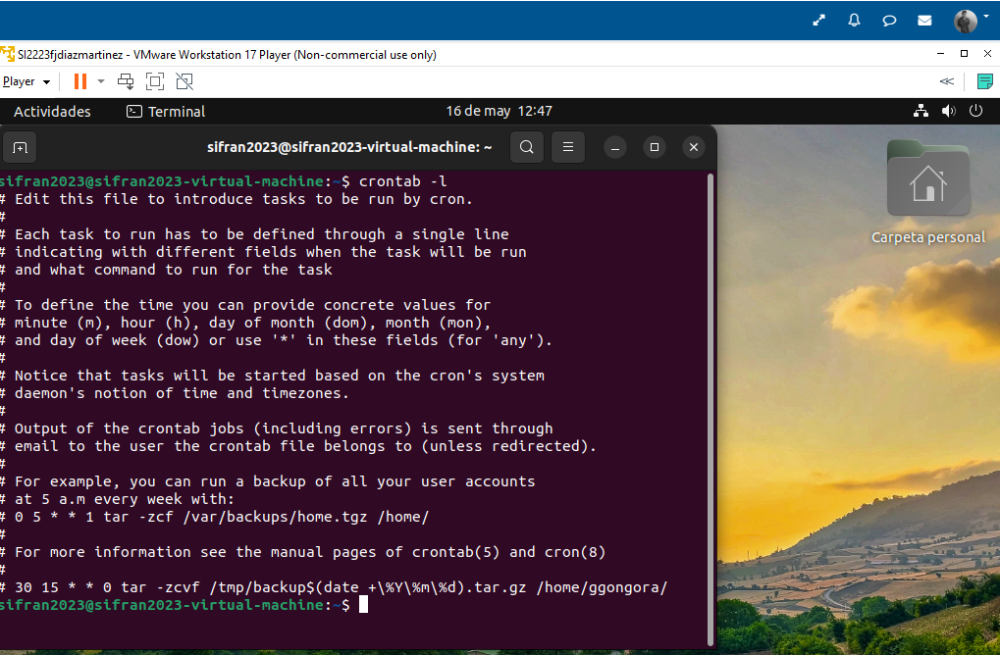 SI2223fjdiazmartinez - VMware Workstation 17 Player (Non-commercial use only)
Player
Actividades
Terminal
16 de may 12:47
sifran2023@sifran2023-virtual-machine: ~
sifran2023@sifran2023-virtual-machine:~$ crontab -l
# Edit this file to introduce tasks to be run by cron.
#
# Each task to run has to be defined through a single line
# indicating with different fields when the task will be run
# and what command to run for the task
#
# To define the time you can provide concrete values for
# minute (m), hour (h), day of month (dom), month (mon),
# and day of week (dow) or use '*' in these fields (for 'any').
#
# Notice that tasks will be started based on the cron's system
# daemon's notion of time and timezones.
#
# Output of the crontab jobs (including errors) is sent through
# email to the user the crontab file belongs to (unless redirected).
#
# For example, you can run a backup of all your user accounts
# at 5 a.m every week with:
# 0 5 * * 1 tar -zcf /var/backups/home.tgz /home/
#
# For more information see the manual pages of crontab(5) and cron(8)
#
# 30 15 * * 0 tar -zcvf /tmp/backup$(date +\%Y\%m\%d).tar.gz /home/ggongora/
sifran2023@sifran2023-virtual-machine:~$
Carpeta personal